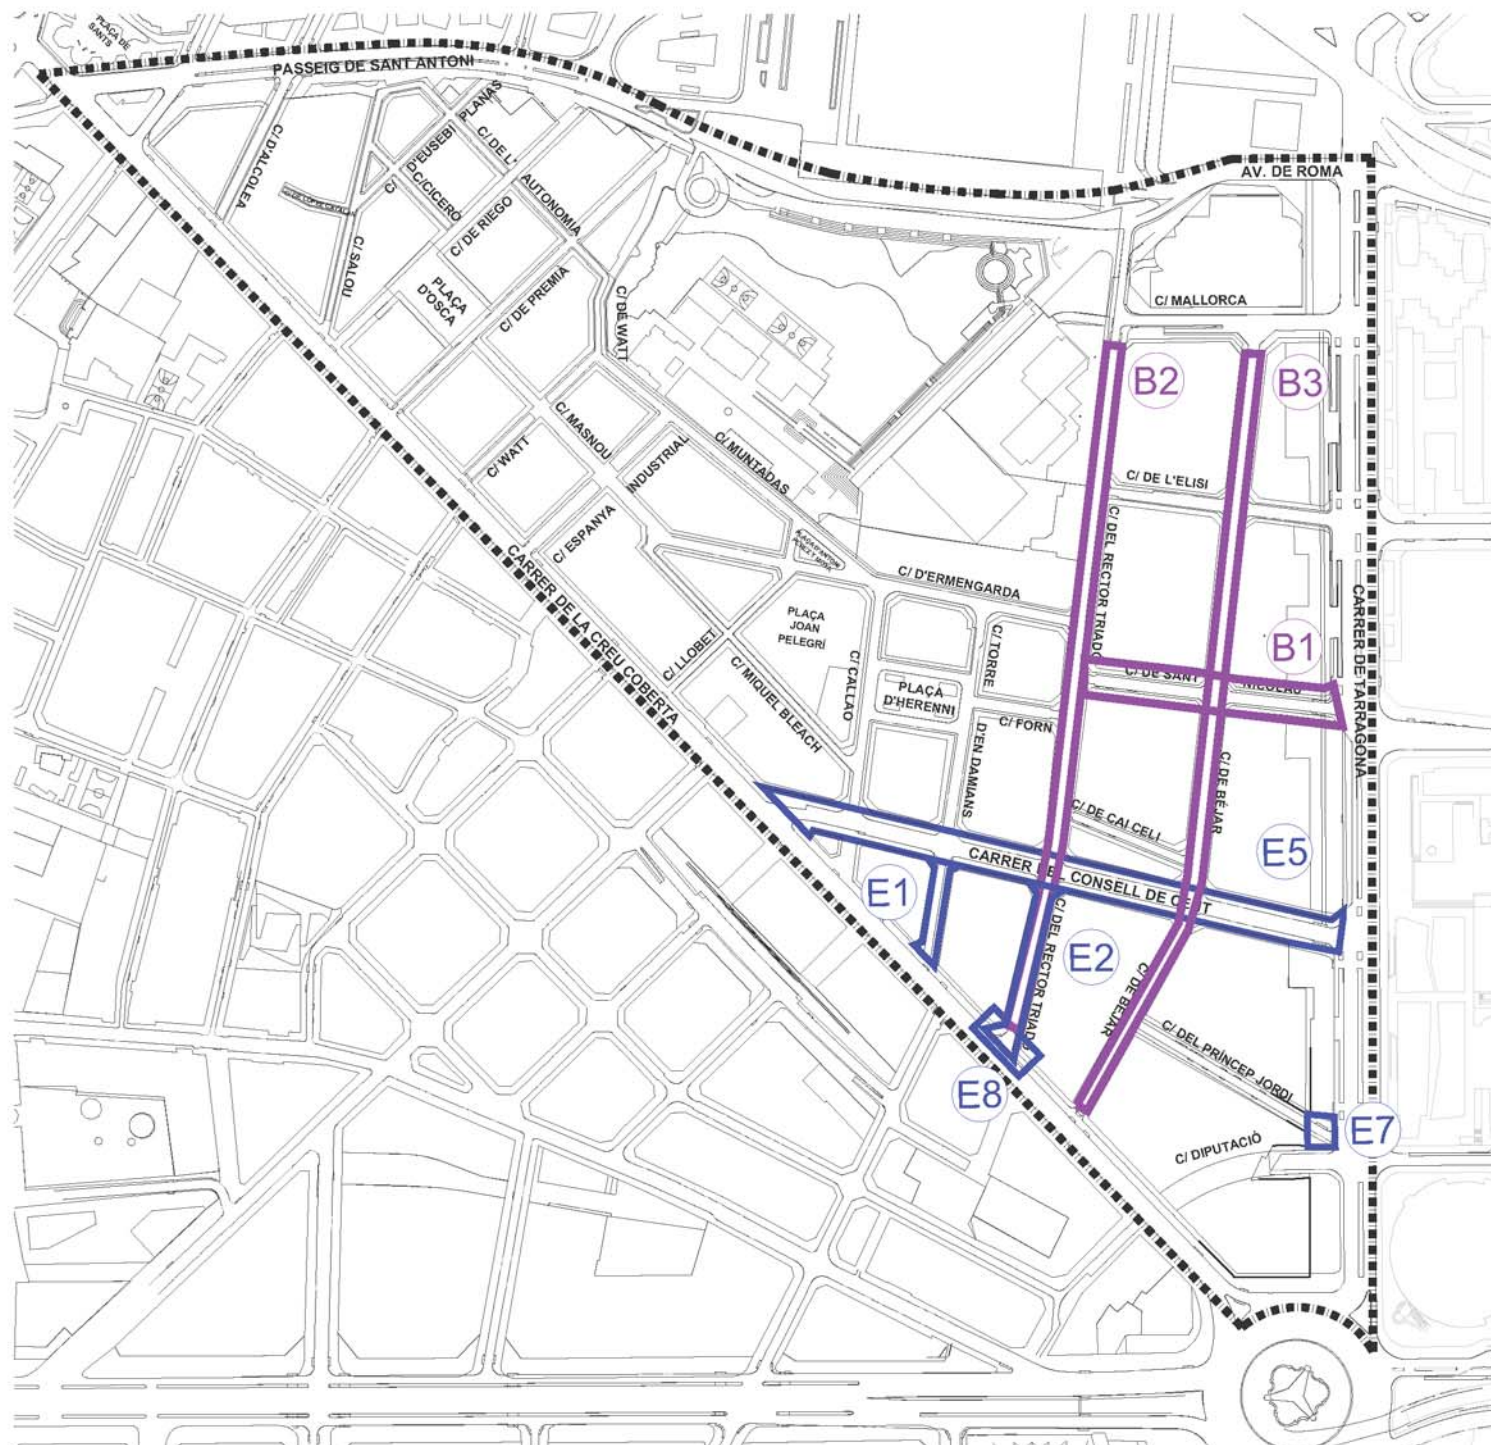 PLAÇA DE
SANTS
PASSEIG DE SANT ANTONI
AV. DE ROMA
C/ D'ALCOLEA
C/ D'EUSEBI PLANAS
C/ DE L'
AUTONOMIA
C/CICERÓ
C/ DE RIEGO
C/ SALOU
PLAÇA
D'OSCA
C/ DE PREMIA
C/ DE WATT
C/ MALLORCA
B2
B3
C/ MASNOU
C/ WATT
INDUSTRIAL
C/ MUNTADAS
C/ DE L'ELISI
C/ ESPANYA
C/ DEL RECTOR TRIADÓ
CARRER DE LA CREU COBERTA
C/ D'ERMENGARDA
CARRER DE TARRAGONA
PLAÇA
JOAN
PELEGRÍ
C/ TORRE
B1
C/ LLOBET
C/ MIQUEL BLEACH
C/ CALLAO
C/ DE SANT
NICOLAU
PLAÇA
D'HERENNI
C/ FORN
D'EN DAMIANS
C/ DE BÉJAR
C/ DE CAI CELI
E5
CARRER DEL CONSELL DE CENT
E1
C/ DEL RECTOR TRIADÓ
E2
C/ DE BÉJAR
C/ DEL PRÍNCEP JORDI
E8
E7
C/ DIPUTACIÓ